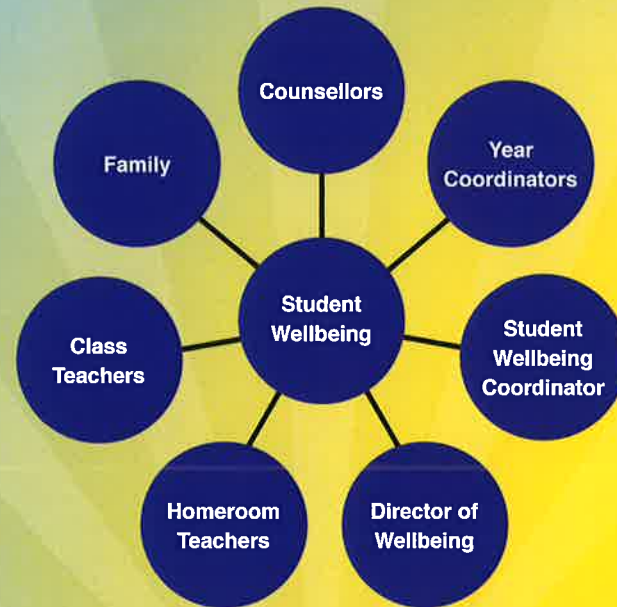 Counsellors
Year
Coordinators
Student
Wellbeing
Coordinator
Director of
Wellbeing
Homeroom
Teachers
Class
Teachers
Family
Student
Wellbeing